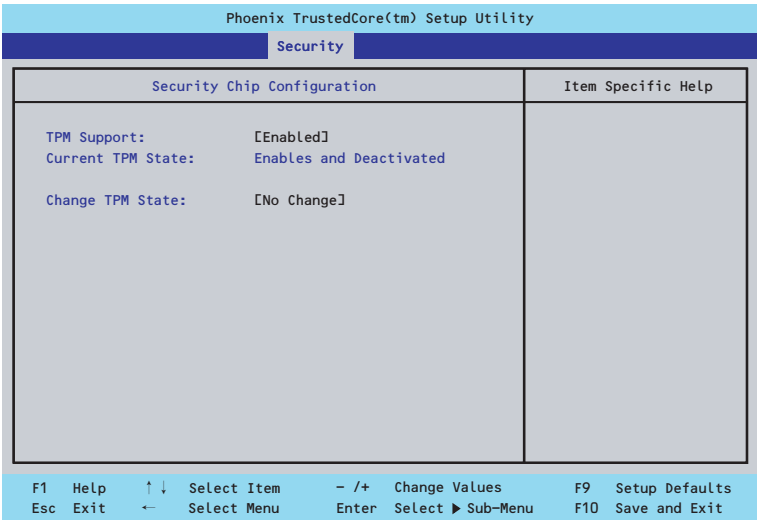 Phoenix TrustedCore(tm) Setup Utility
Security
Security Chip Configuration
Item Specific Help
TPM Support: [Enabled]
Current TPM State: Enables and Deactivated
Change TPM State: [No Change]
F1 Help ↑↓ Select Item - /+ Change Values F9 Setup Defaults
Esc Exit ← Select Menu Enter Select ▶ Sub-Menu F10 Save and Exit